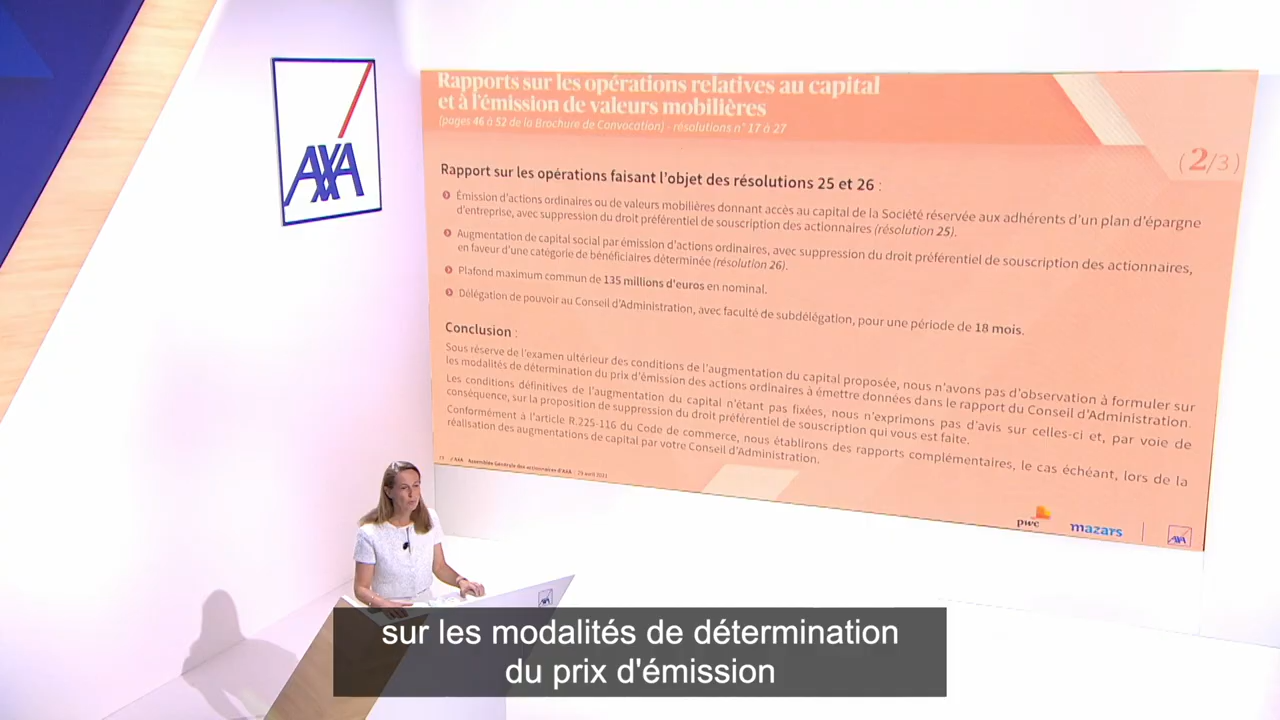 AXA
Rapports sur les opérations relatives au capital
et à l'émission de valeurs mobilières
(pages 46 à 52 de la Brochure de Convocation) - résolutions n° 17 à 27
(2/3)
Rapport sur les opérations faisant l'objet des résolutions 25 et 26 :
Émission d'actions ordinaires ou de valeurs mobilières donnant accès au capital de la Société réservée aux adhérents d'un plan d'épargne
d'entreprise, avec suppression du droit préférentiel de souscription des actionnaires (résolution 25).
Augmentation de capital social par émission d'actions ordinaires, avec suppression du droit préférentiel de souscription des actionnaires,
en faveur d'une catégorie de bénéficiaires déterminée (résolution 26).
Plafond maximum commun de 135 millions d'euros en nominal.
Délégation de pouvoir au Conseil d'Administration, avec faculté de subdélégation, pour une période de 18 mois.
Conclusion :
Sous réserve de l'examen ultérieur des conditions de l'augmentation du capital proposée, nous n'avons pas d'observation à formuler sur
les modalités de détermination du prix d'émission des actions ordinaires à émettre données dans le rapport du Conseil d'Administration.
Les conditions définitives de l'augmentation du capital n'étant pas fixées, nous n'exprimons pas d'avis sur celles-ci et, par voie de
conséquence, sur la proposition de suppression du droit préférentiel de souscription qui vous est faite.
Conformément à l'article R.225-116 du Code de commerce, nous établirons des rapports complémentaires, le cas échéant, lors de la
réalisation des augmentations de capital par votre Conseil d'Administration.
/ AXA - Assemblée Générale des actionnaires d'AXA | 29 avril 2021
pwc
mazars
AXA
AXA
sur les modalités de détermination
du prix d'émission